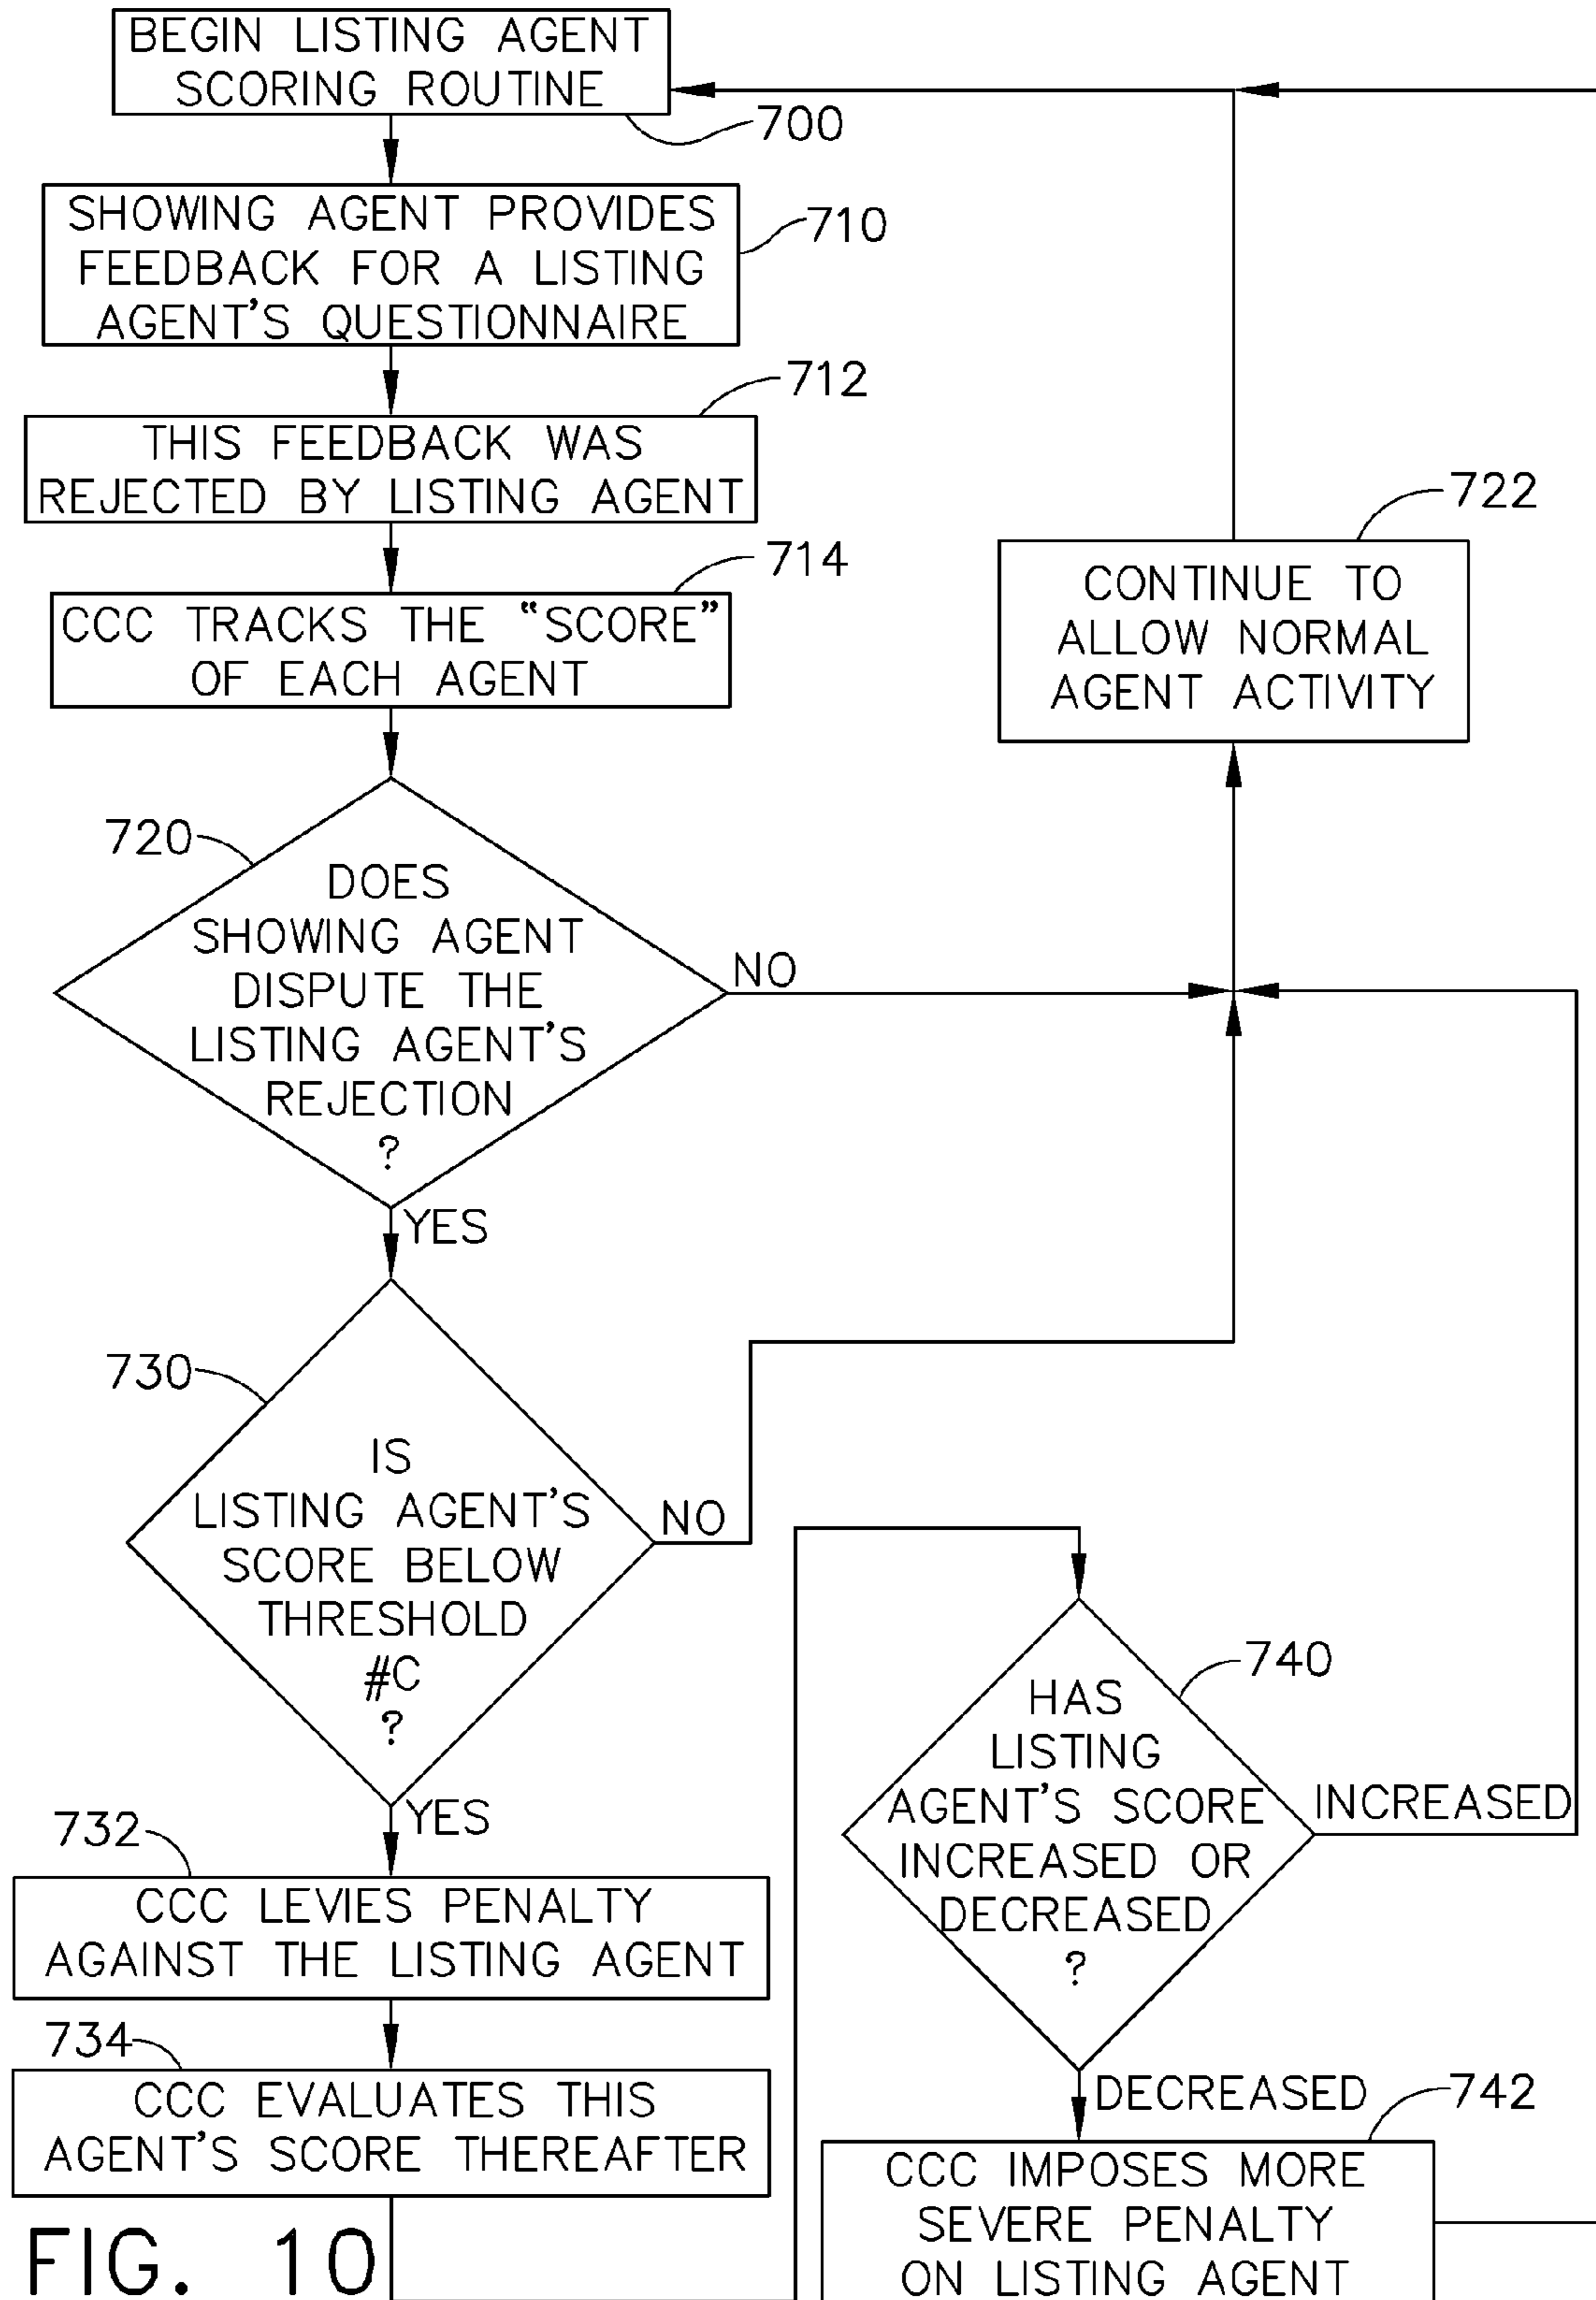 BEGIN LISTING AGENT
SCORING ROUTINE
700
SHOWING AGENT PROVIDES
FEEDBACK FOR A LISTING
AGENT'S QUESTIONNAIRE
710
712
THIS FEEDBACK WAS
REJECTED BY LISTING AGENT
714
CCC TRACKS THE "SCORE"
OF EACH AGENT
722
CONTINUE TO
ALLOW NORMAL
AGENT ACTIVITY
720
DOES
SHOWING AGENT
DISPUTE THE
LISTING AGENT'S
REJECTION
?
NO
YES
730
IS
LISTING AGENT'S
SCORE BELOW
THRESHOLD
#C
?
NO
YES
732
CCC LEVIES PENALTY
AGAINST THE LISTING AGENT
734
CCC EVALUATES THIS
AGENT'S SCORE THEREAFTER
740
HAS
LISTING
AGENT'S SCORE
INCREASED OR
DECREASED
?
INCREASED
DECREASED
742
CCC IMPOSES MORE
SEVERE PENALTY
ON LISTING AGENT
FIG. 10